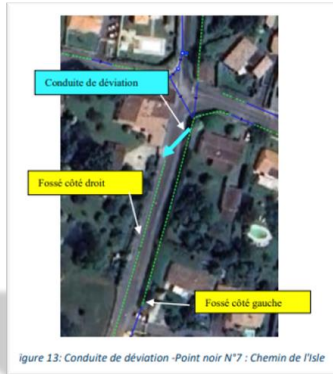 Conduite de déviation
Fossé côté droit
Fossé côté gauche
igure 13: Conduite de déviation -Point noir N°7 : Chemin de l'Isle